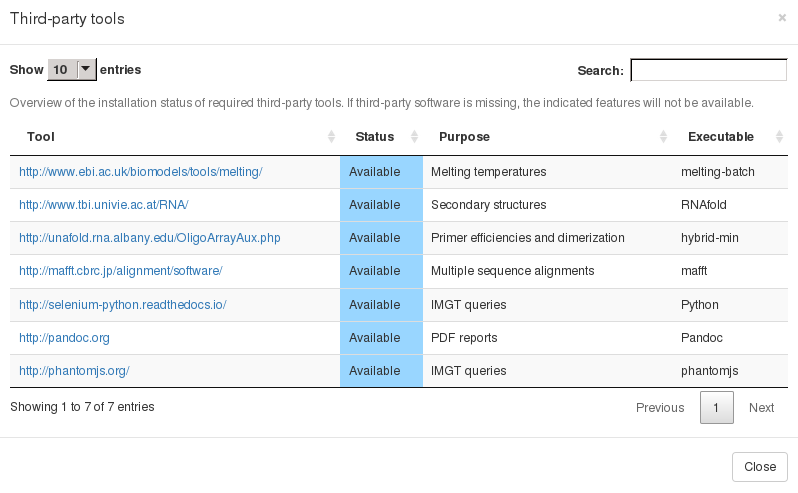 Third-party tools ×
Show 10 entries Search:
Overview of the installation status of required third-party tools. If third-party software is missing, the indicated features will not be available.
Tool Status Purpose Executable
http://www.ebi.ac.uk/biomodels/tools/melting/ Available Melting temperatures melting-batch
http://www.tbi.univie.ac.at/RNA/ Available Secondary structures RNAfold
http://unafold.rna.albany.edu/OligoArrayAux.php Available Primer efficiencies and dimerization hybrid-min
http://mafft.cbrc.jp/alignment/software/ Available Multiple sequence alignments mafft
http://selenium-python.readthedocs.io/ Available IMGT queries Python
http://pandoc.org Available PDF reports Pandoc
http://phantomjs.org/ Available IMGT queries phantomjs
Showing 1 to 7 of 7 entries Previous 1 Next
Close